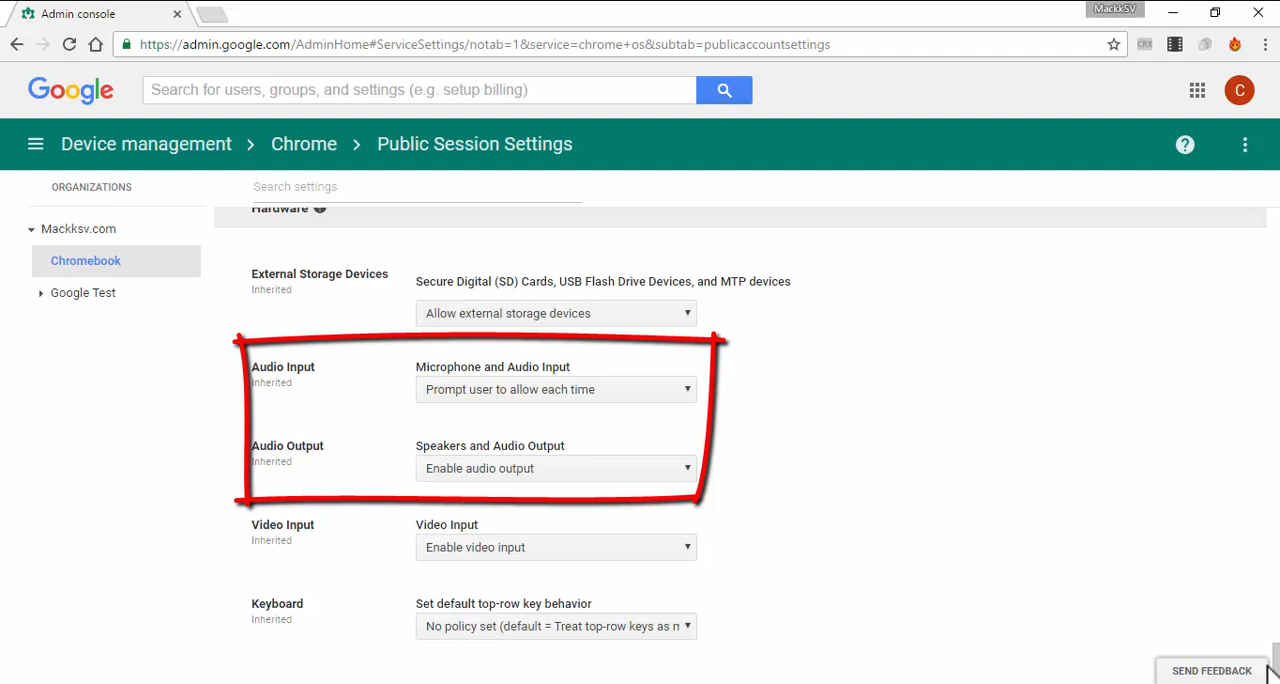 Admin console
MackkSV
https://admin.google.com/AdminHome#ServiceSettings/notab=1&service=chrome+os&subtab=publicaccountsettings
CRX
Google
Search for users, groups, and settings (e.g. setup billing)
C
Device management > Chrome > Public Session Settings
ORGANIZATIONS
Search settings
Mackksv.com
Chromebook
Google Test
Hardware
External Storage Devices
Inherited
Secure Digital (SD) Cards, USB Flash Drive Devices, and MTP devices
Allow external storage devices
Audio Input
Inherited
Microphone and Audio Input
Prompt user to allow each time
Audio Output
Inherited
Speakers and Audio Output
Enable audio output
Video Input
Inherited
Video Input
Enable video input
Keyboard
Inherited
Set default top-row key behavior
No policy set (default = Treat top-row keys as m
SEND FEEDBACK